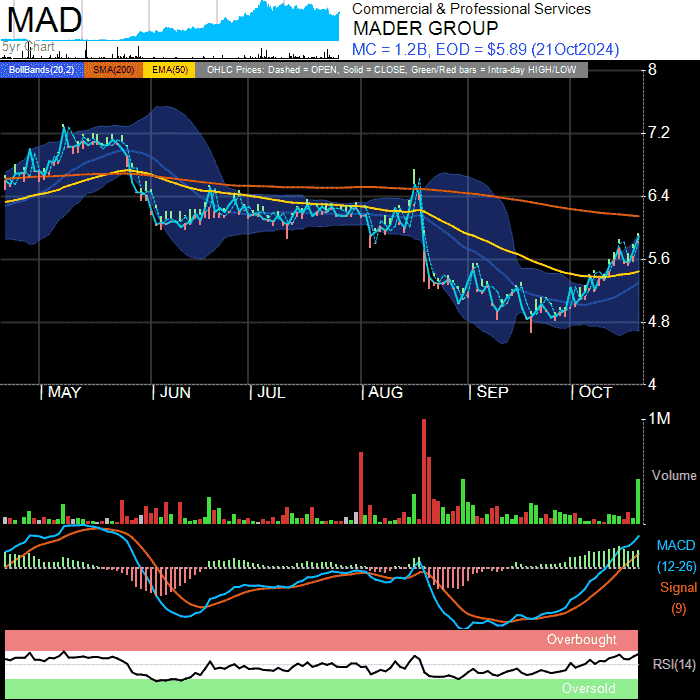 MAD
5yr Chart
Commercial & Professional Services
MADER GROUP
MC = 1.2B, EOD = $5.89 (21Oct2024)
BollBands(20,2) SMA(200) EMA(50) OHLC Prices: Dashed = OPEN, Solid = CLOSE, Green/Red bars = Intra-day HIGH/LOW
8
7.2
6.4
5.6
4.8
4
MAY JUN JUL AUG SEP OCT
1M
Volume
MACD
(12-26)
Signal
(9)
Overbought
RSI(14)
Oversold